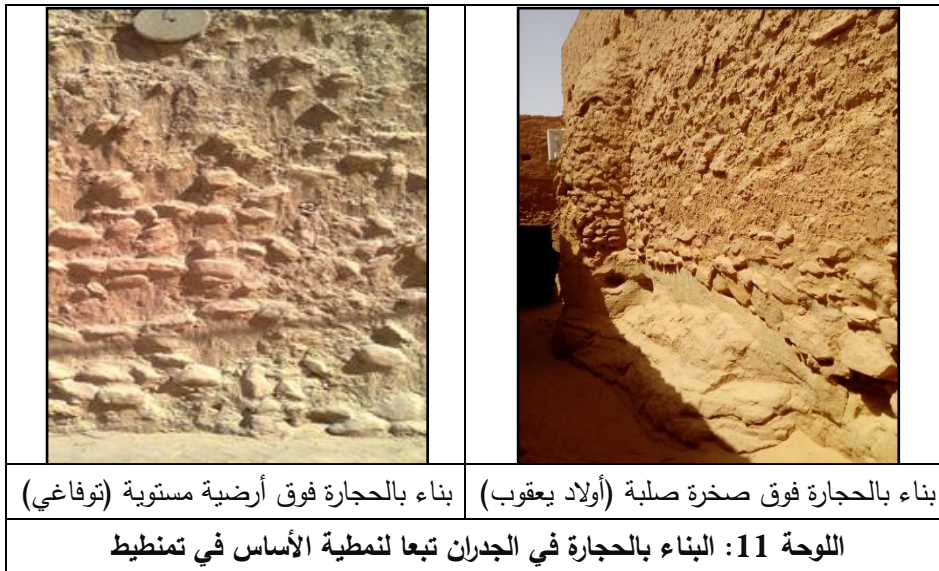 بناء بالحجارة فوق صخرة صلبة (أولاد يعقوب)
بناء بالحجارة فوق أرضية مستوية (توفاغي)
اللوحة 11: البناء بالحجارة في الجدران تبعا لنمطية الأساس في تمنطيط